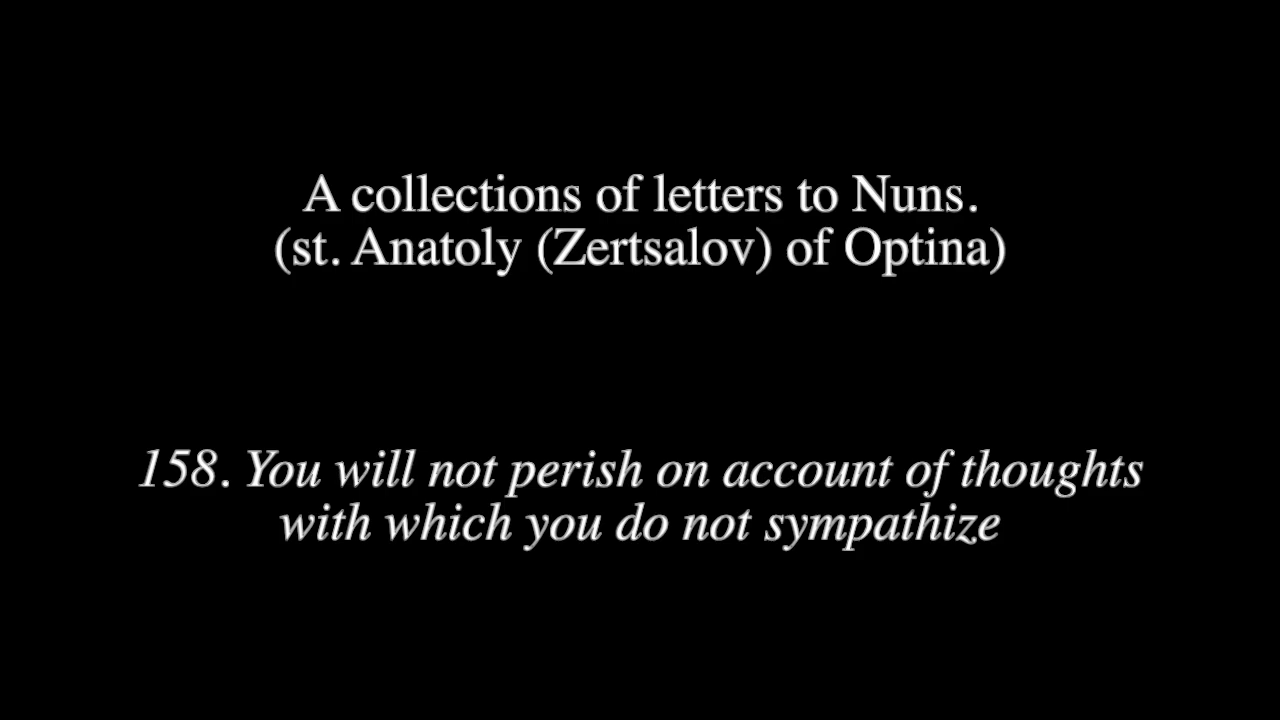 A collections of letters to Nuns.
(st. Anatoly (Zertsalov) of Optina)
158. You will not perish on account of thoughts
with which you do not sympathize